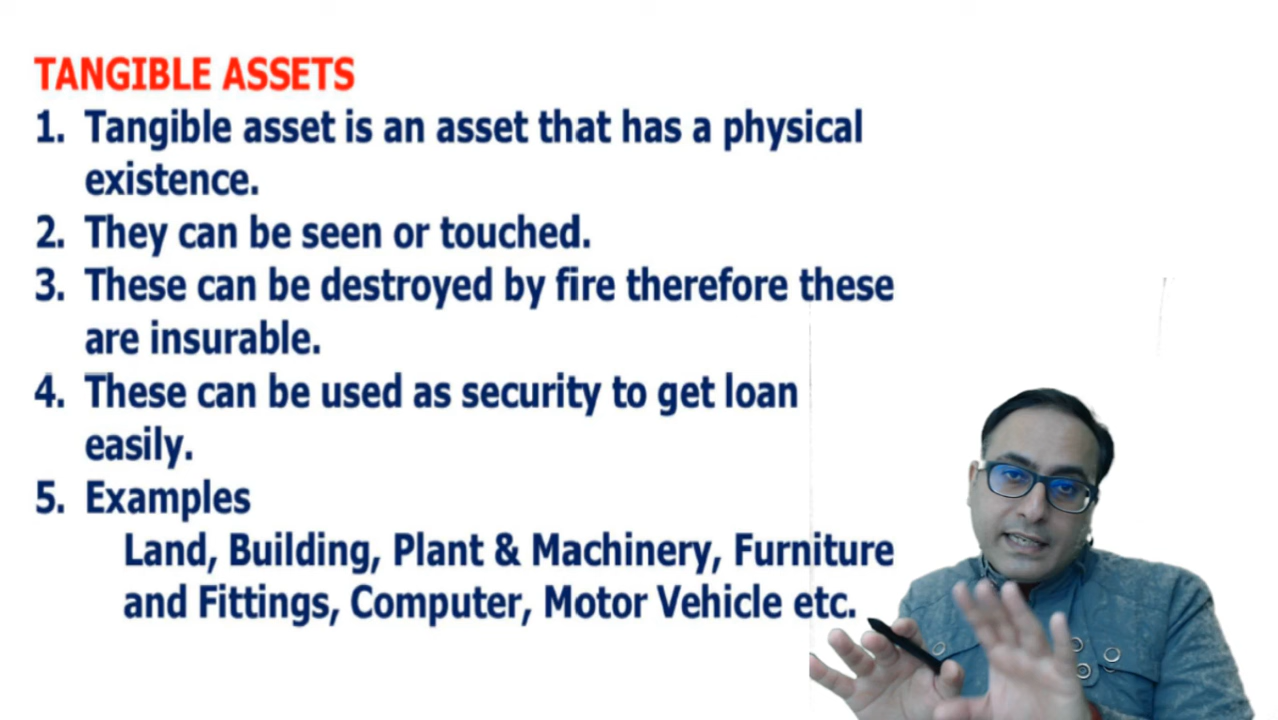 TANGIBLE ASSETS
1. Tangible asset is an asset that has a physical
existence.
2. They can be seen or touched.
3. These can be destroyed by fire therefore these
are insurable.
4. These can be used as security to get loan
easily.
5. Examples
Land, Building, Plant & Machinery, Furniture
and Fittings, Computer, Motor Vehicle etc.